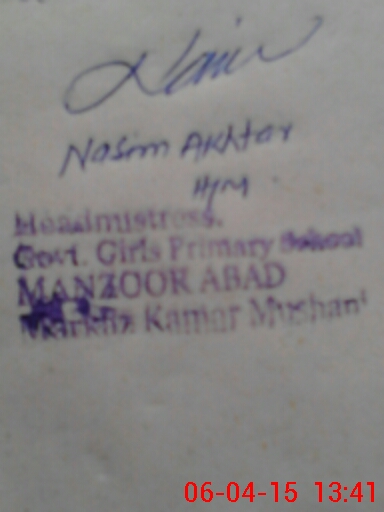 Nasim Akhtar
H/M
Headmistress.
Govt. Girls Primary School
MANZOOR ABAD
Markaz Kamar Mushani
06-04-15 13:41